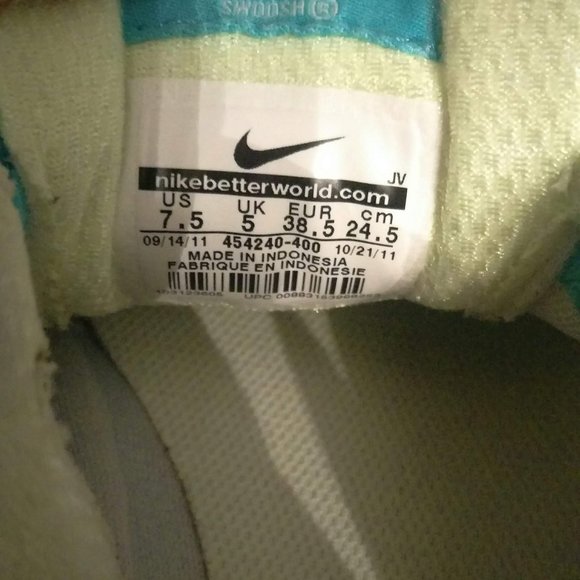 SWOOSH ®
JV
nikebetterworld.com
US UK EUR cm
7.5 5 38.5 24.5
09/14/11 454240-400 10/21/11
MADE IN INDONESIA
FABRIQUE EN INDONESIE
UPC